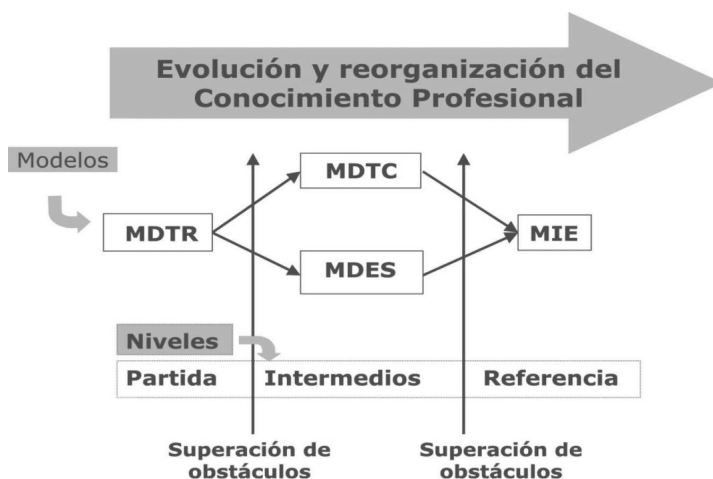 Evolución y reorganización del
Conocimiento Profesional
Modelos
MDTC
MDTR
MIE
MDES
Niveles
Partida
Intermedios
Referencia
Superación de
obstáculos
Superación de
obstáculos